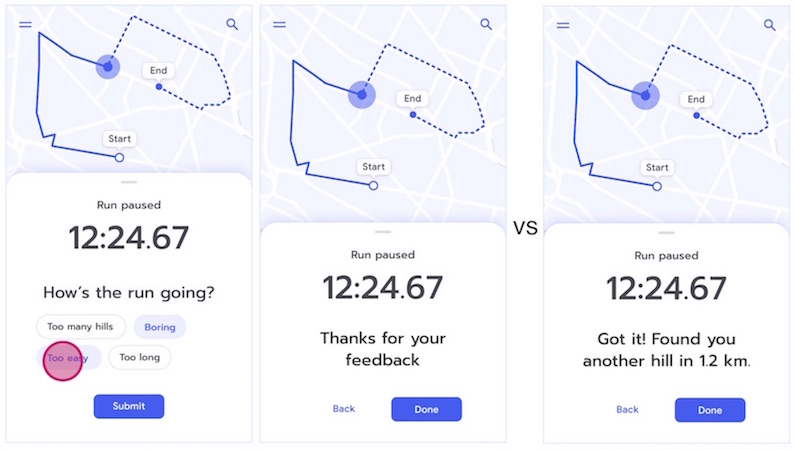 End
Start
Run paused
12:24.67
How's the run going?
Too many hills
Boring
Too easy
Too long
Submit
End
Start
Run paused
12:24.67
Thanks for your
feedback
Back
Done
vs
End
Start
Run paused
12:24.67
Got it! Found you
another hill in 1.2 km.
Back
Done